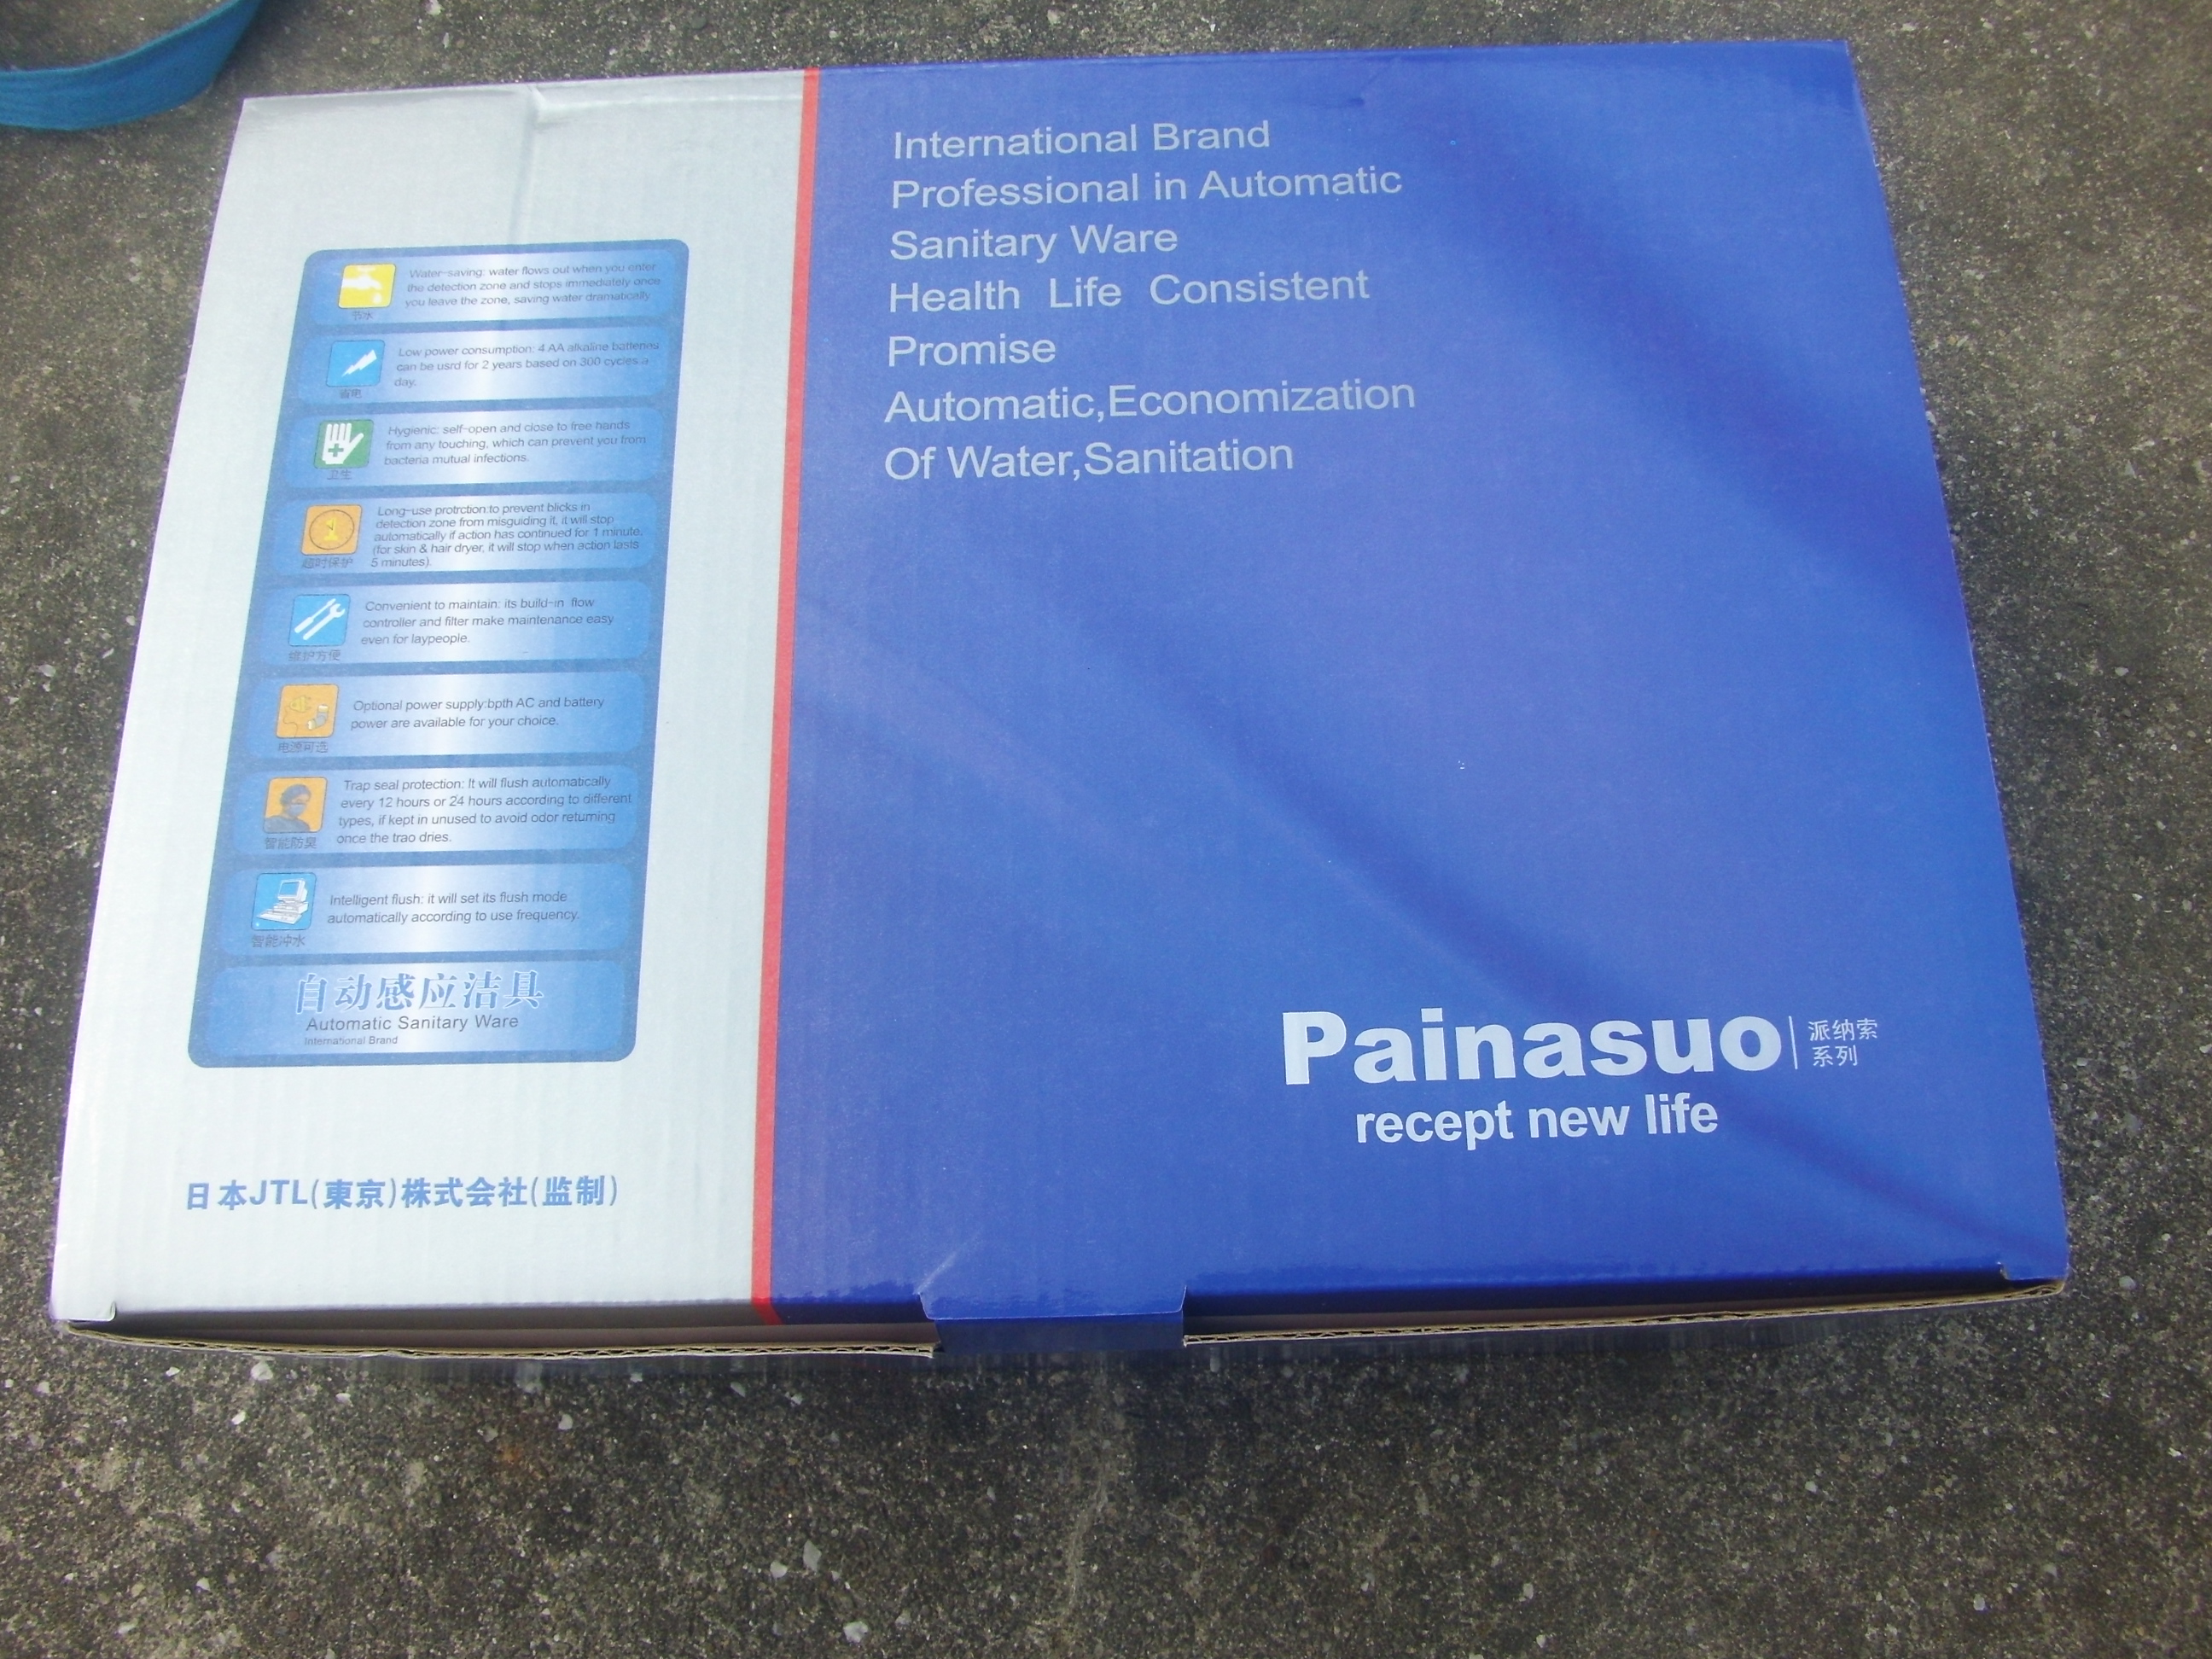 International Brand
Professional in Automatic
Sanitary Ware
Health Life Consistent
Promise
Automatic,Economization
Of Water,Sanitation
Water-saving: water flows out when you enter
the detection zone and stops immediately once
you leave the zone, saving water dramatically
节水
Low power consumption: 4 AA alkaline batteries
can be usrd for 2 years based on 300 cycles a
day.
省电
Hygienic: self-open and close to free hands
from any touching, which can prevent you from
bacteria mutual infections.
卫生
Long-use protrction:to prevent blicks in
detection zone from misguiding it, it will stop
automatically if action has continued for 1 minute.
(for skin & hair dryer, it will stop when action lasts
5 minutes).
超时保护
Convenient to maintain: its build-in flow
controller and filter make maintenance easy
even for laypeople.
维护方便
Optional power supply:bpth AC and battery
power are available for your choice.
电源可选
Trap seal protection: It will flush automatically
every 12 hours or 24 hours according to different
types, if kept in unused to avoid odor returning
once the trao dries.
智能防臭
Intelligent flush: it will set its flush mode
automatically according to use frequency.
智能冲水
自动感应洁具
Automatic Sanitary Ware
International Brand
日本JTL(東京)株式会社(监制)
Painasuo
派纳索
系列
recept new life